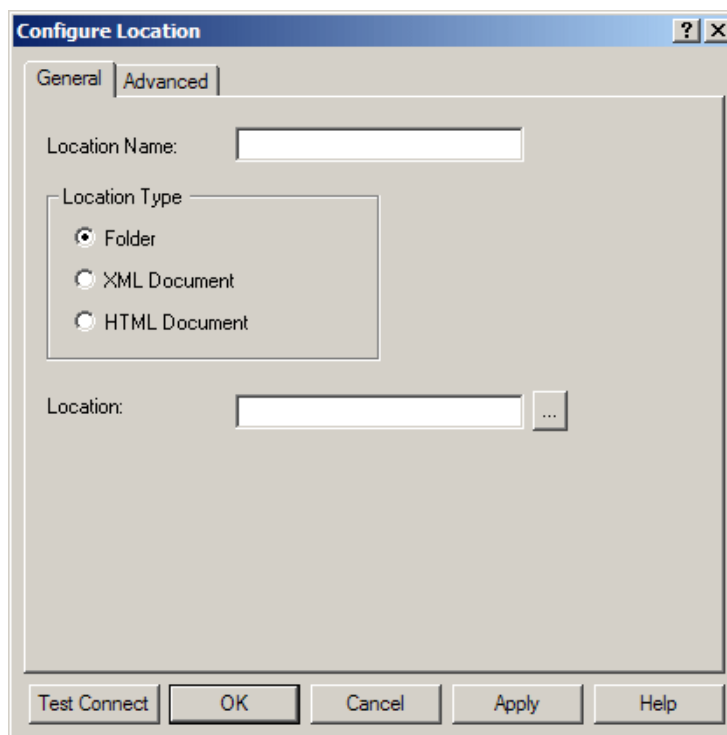 Configure Location
General Advanced
Location Name:
Location Type
Folder
XML Document
HTML Document
Location:
...
Test Connect OK Cancel Apply Help